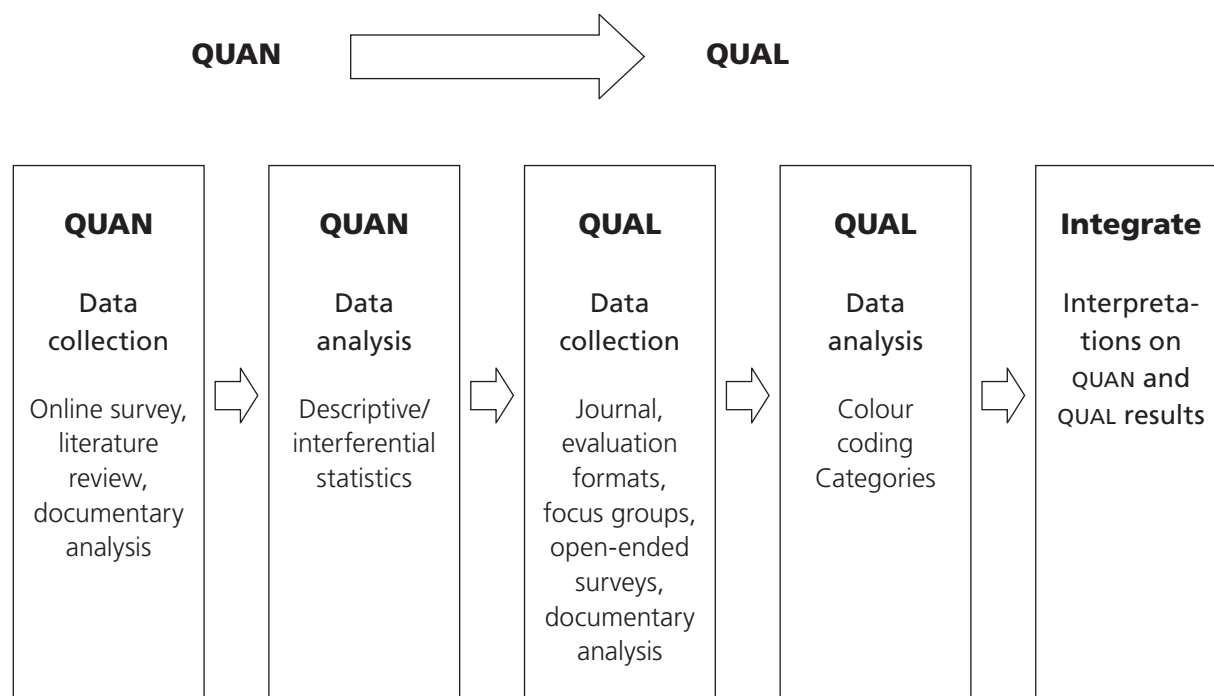 QUAN QUAL
QUAN
Data
collection
Online survey,
literature
review,
documentary
analysis
QUAN
Data
analysis
Descriptive/
interferential
statistics
QUAL
Data
collection
Journal,
evaluation
formats,
focus groups,
open-ended
surveys,
documentary
analysis
QUAL
Data
analysis
Colour
coding
Categories
Integrate
Interpreta-
tions on
QUAN and
QUAL results